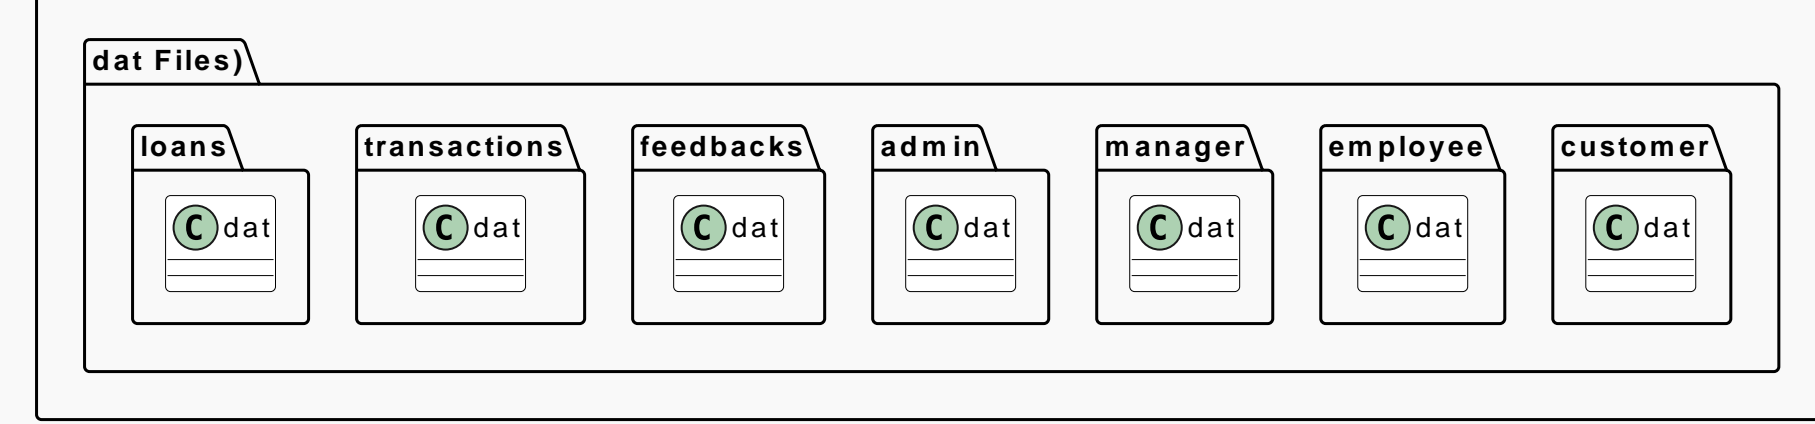 dat Files)
loans
transactions
feedbacks
admin
manager
employee
customer
C dat
C dat
C dat
C dat
C dat
C dat
C dat